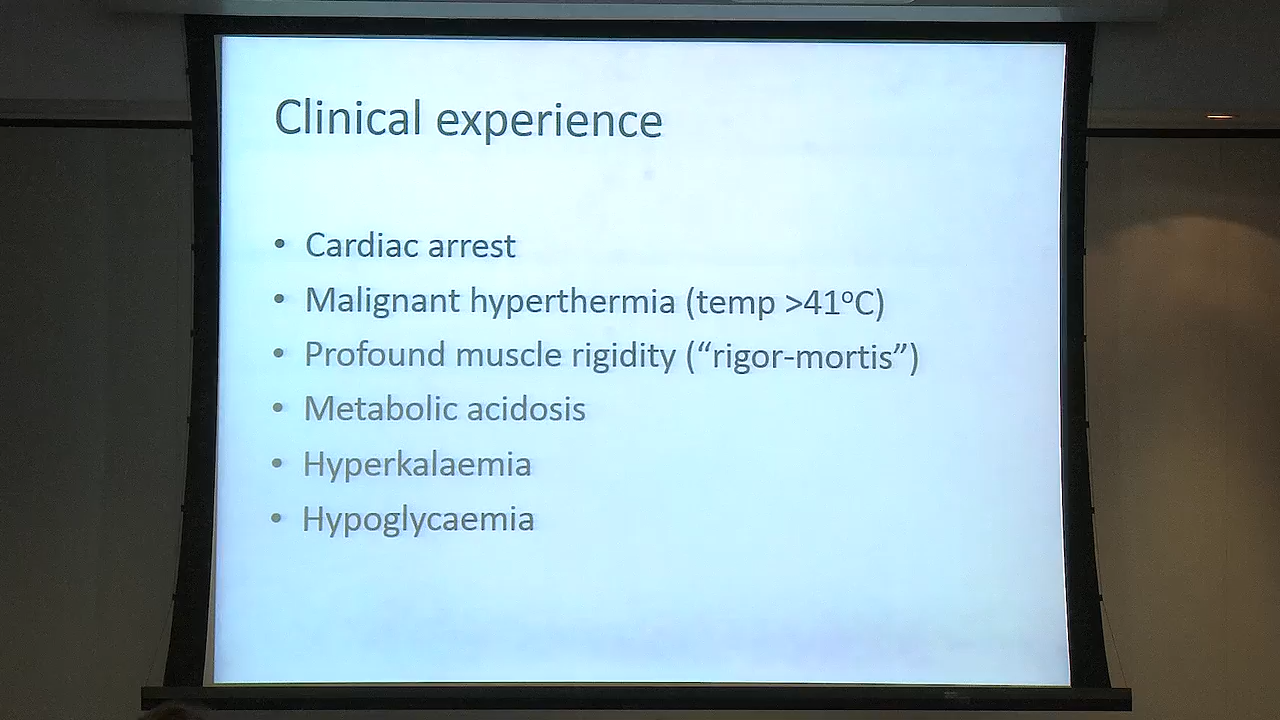 Clinical experience
• Cardiac arrest
• Malignant hyperthermia (temp >41ºC)
• Profound muscle rigidity (“rigor-mortis”)
• Metabolic acidosis
• Hyperkalaemia
• Hypoglycaemia